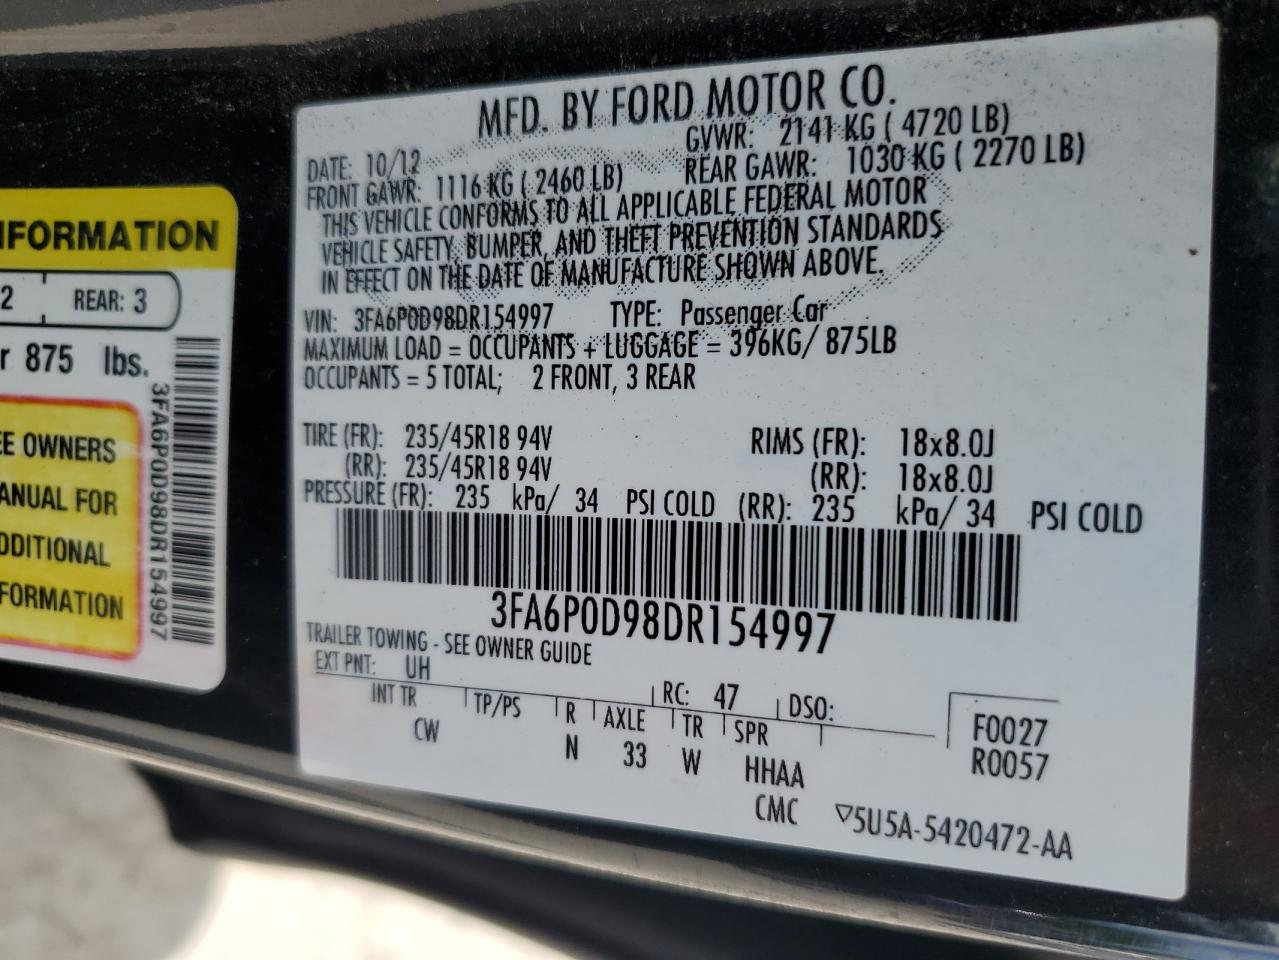 MFD. BY FORD MOTOR CO.
DATE: 10/12 GVWR: 2141 KG ( 4720 LB)
FRONT GAWR: 1116 KG ( 2460 LB) REAR GAWR: 1030 KG ( 2270 LB)
THIS VEHICLE CONFORMS TO ALL APPLICABLE FEDERAL MOTOR
VEHICLE SAFETY, BUMPER, AND THEFT PREVENTION STANDARDS
IN EFFECT ON THE DATE OF MANUFACTURE SHOWN ABOVE.
VIN: 3FA6P0D98DR154997 TYPE: Passenger Car
MAXIMUM LOAD = OCCUPANTS + LUGGAGE = 396KG/ 875LB
OCCUPANTS = 5 TOTAL; 2 FRONT, 3 REAR
TIRE (FR): 235/45R18 94V RIMS (FR): 18x8.0J
(RR): 235/45R18 94V (RR): 18x8.0J
PRESSURE (FR): 235 kPa/ 34 PSI COLD (RR): 235 kPa/ 34 PSI COLD
3FA6P0D98DR154997
TRAILER TOWING - SEE OWNER GUIDE
EXT PNT: UH RC: 47 DSO:
INT TR TP/PS R AXLE TR SPR F0027
CW N 33 W HHAA R0057
CMC ▽5U5A-5420472-AA
NFORMATION
2 REAR: 3
r 875 lbs.
EE OWNERS
ANUAL FOR
DDITIONAL
FORMATION
3FA6P0D98DR154997